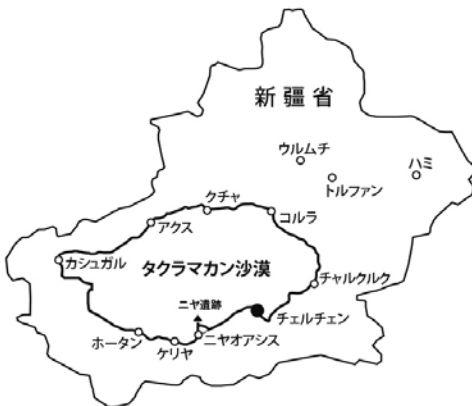 新疆省
ウルムチ
ハミ
トルファン
クチャ
コルラ
アクス
カシュガル
タクラマカン沙漠
チャルクルク
ニヤ遺跡
チェルチェン
ホータン
ニヤオアシス
ケリヤ